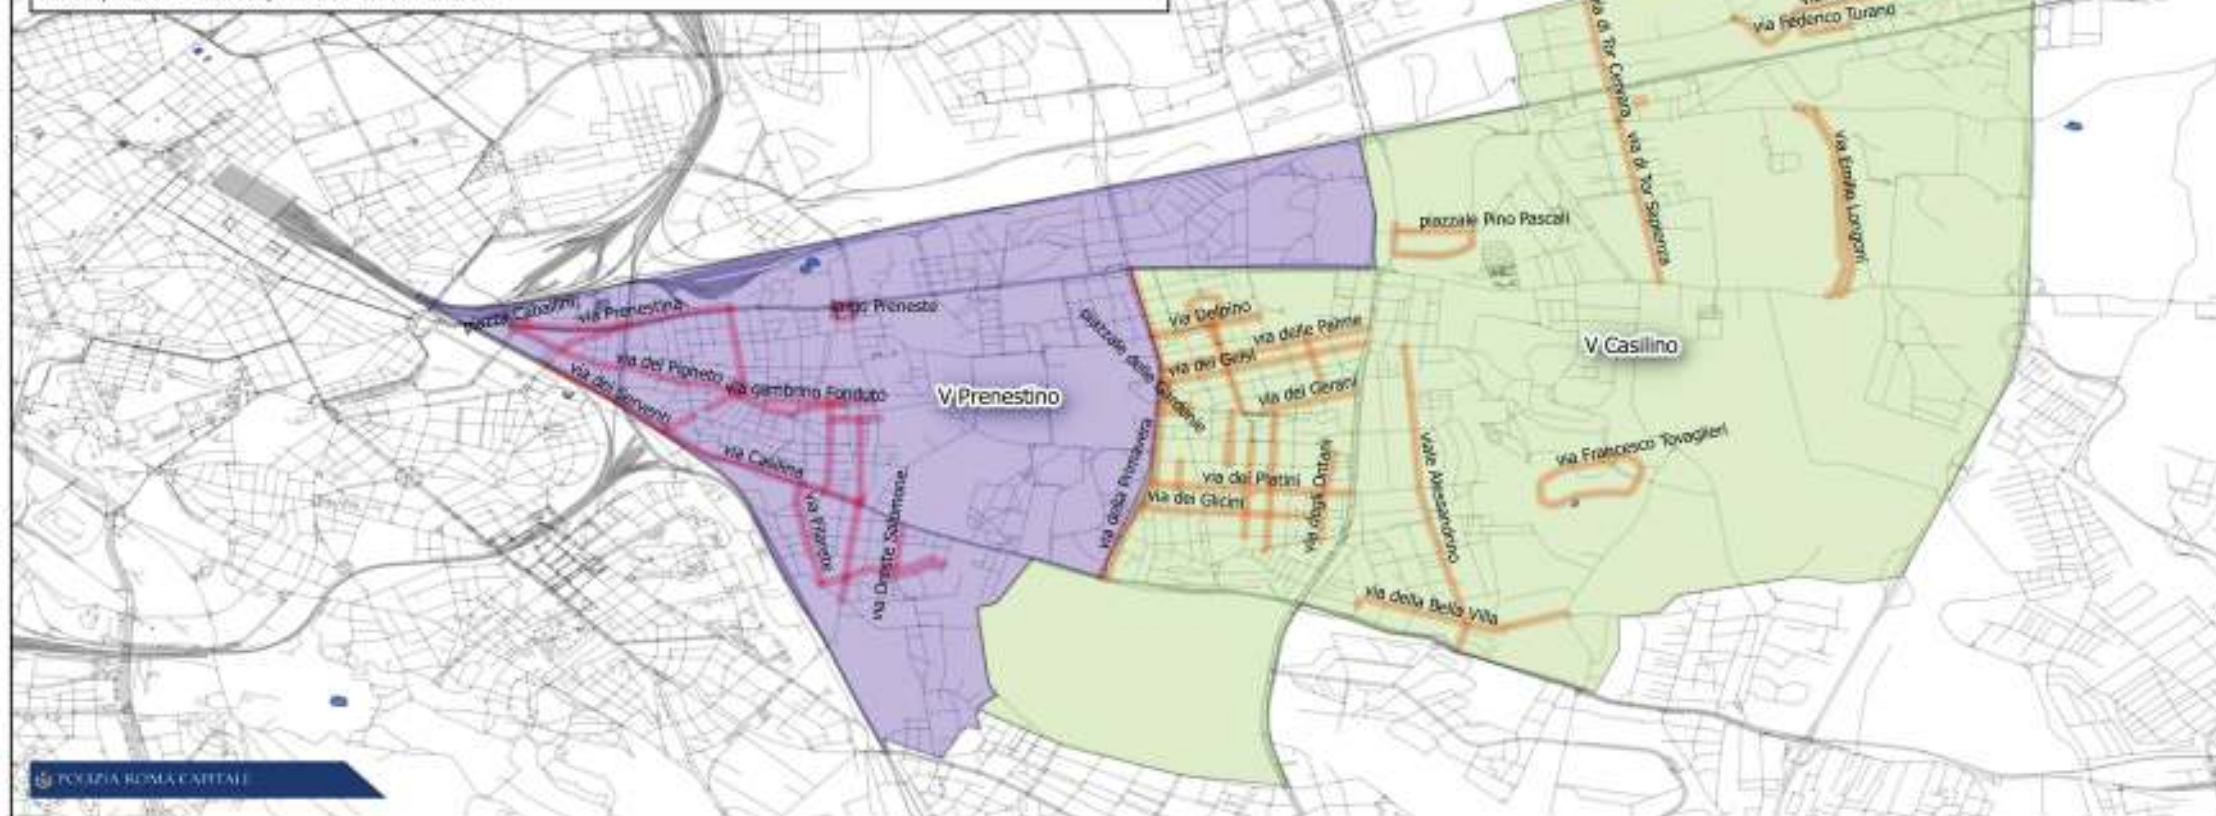 via Federico Turano
via di Tor Cervara
via di Tor Sapienza
via Emilio Longoni
piazzale Pino Pascali
piazza Caballini
via Prenestina
largo Preneste
via Delpino
via delle Palme
piazzale delle Gardenie
via dei Gelsi
V Casilino
via del Pigneto
via dei Serventi
via gambrino Fonduto
V Prenestino
via dei Gerani
via Casilina
via della Primavera
via Francesco Tovaglieri
via dei Platini
via dei Glicini
via degli Ontani
viale Alessandrino
via Oreste Salomone
via della Bella Villa
POLIZIA ROMA CAPITALE